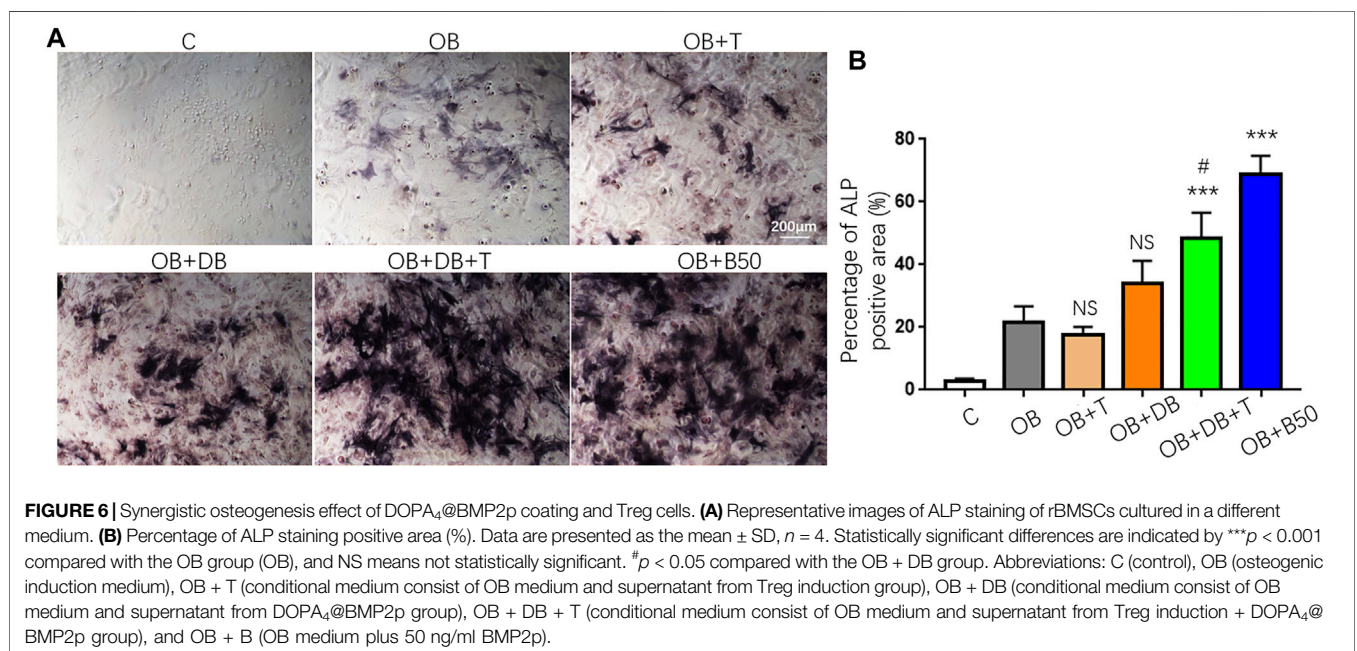 A
C
OB
OB+T
200μm
OB+DB
OB+DB+T
OB+B50
B
Percentage of ALP
positive area (%)
80
60
40
20
0
NS
NS
#
***
***
C
OB
OB+T
OB+DB
OB+DB+T
OB+B50
FIGURE 6 | Synergistic osteogenesis effect of DOPA₄@BMP2p coating and Treg cells. (A) Representative images of ALP staining of rBMSCs cultured in a different
medium. (B) Percentage of ALP staining positive area (%). Data are presented as the mean ± SD, n = 4. Statistically significant differences are indicated by ***p < 0.001
compared with the OB group (OB), and NS means not statistically significant. #p < 0.05 compared with the OB + DB group. Abbreviations: C (control), OB (osteogenic
induction medium), OB + T (conditional medium consist of OB medium and supernatant from Treg induction group), OB + DB (conditional medium consist of OB
medium and supernatant from DOPA₄@BMP2p group), OB + DB + T (conditional medium consist of OB medium and supernatant from Treg induction + DOPA₄@
BMP2p group), and OB + B (OB medium plus 50 ng/ml BMP2p).